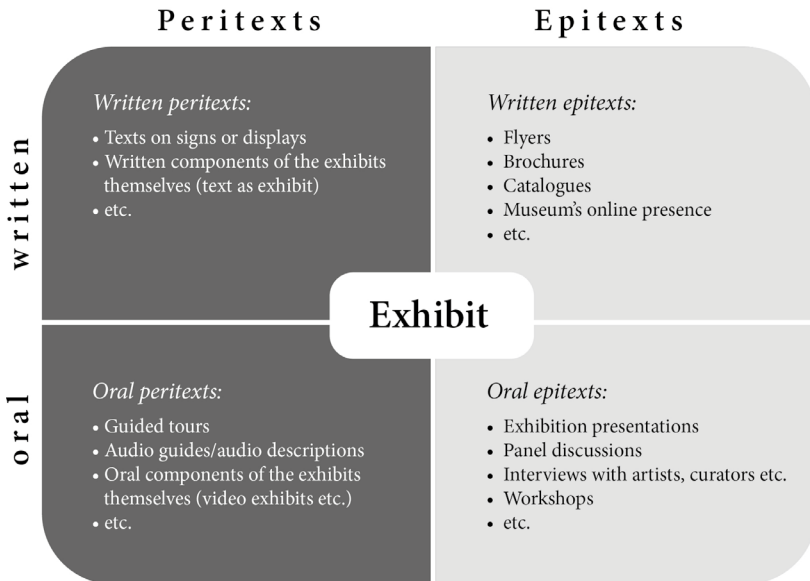 Peritexts
Epitexts
written
Written peritexts:
• Texts on signs or displays
• Written components of the exhibits
themselves (text as exhibit)
• etc.
Written epitexts:
• Flyers
• Brochures
• Catalogues
• Museum’s online presence
• etc.
Exhibit
oral
Oral peritexts:
• Guided tours
• Audio guides/audio descriptions
• Oral components of the exhibits
themselves (video exhibits etc.)
• etc.
Oral epitexts:
• Exhibition presentations
• Panel discussions
• Interviews with artists, curators etc.
• Workshops
• etc.